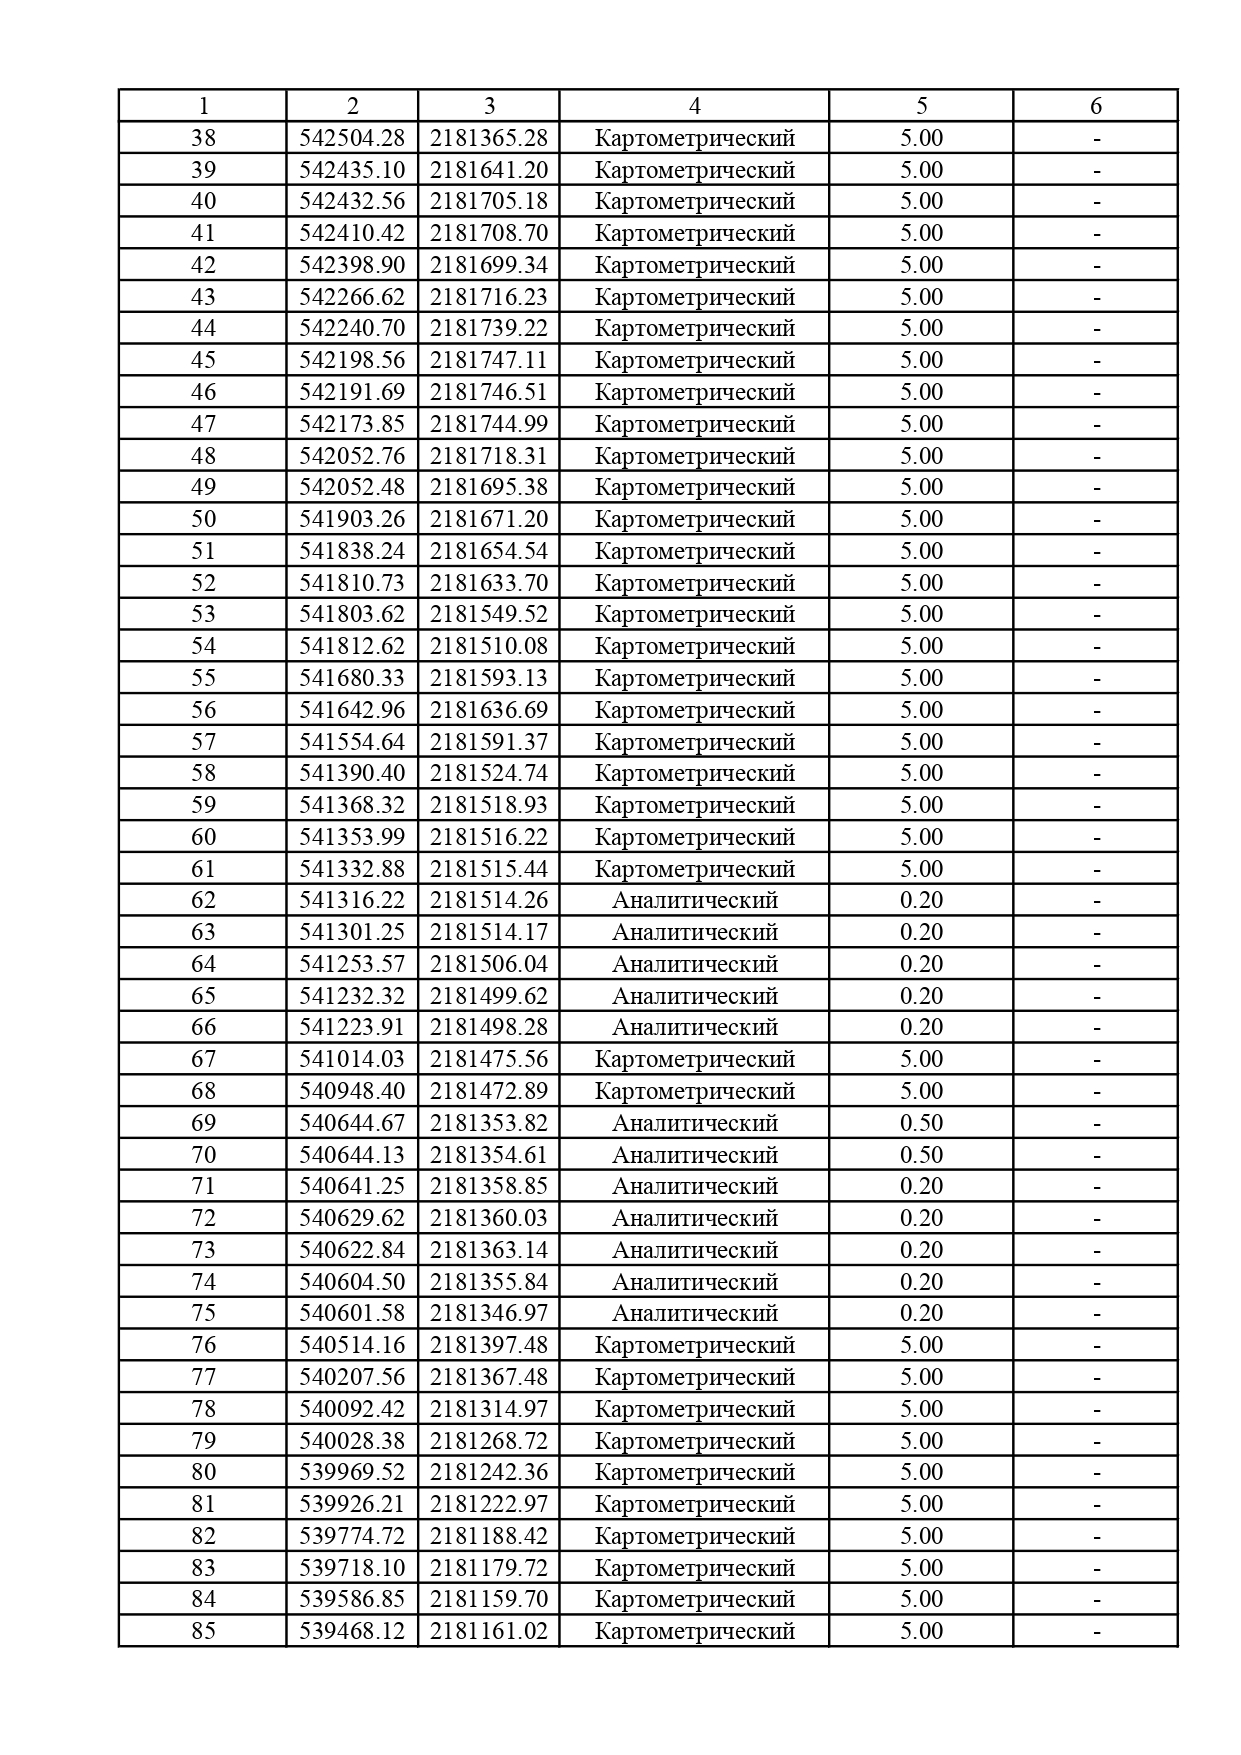 1 2 3 4 5 6
38 542504.28 2181365.28 Картометрический 5.00 -
39 542435.10 2181641.20 Картометрический 5.00 -
40 542432.56 2181705.18 Картометрический 5.00 -
41 542410.42 2181708.70 Картометрический 5.00 -
42 542398.90 2181699.34 Картометрический 5.00 -
43 542266.62 2181716.23 Картометрический 5.00 -
44 542240.70 2181739.22 Картометрический 5.00 -
45 542198.56 2181747.11 Картометрический 5.00 -
46 542191.69 2181746.51 Картометрический 5.00 -
47 542173.85 2181744.99 Картометрический 5.00 -
48 542052.76 2181718.31 Картометрический 5.00 -
49 542052.48 2181695.38 Картометрический 5.00 -
50 541903.26 2181671.20 Картометрический 5.00 -
51 541838.24 2181654.54 Картометрический 5.00 -
52 541810.73 2181633.70 Картометрический 5.00 -
53 541803.62 2181549.52 Картометрический 5.00 -
54 541812.62 2181510.08 Картометрический 5.00 -
55 541680.33 2181593.13 Картометрический 5.00 -
56 541642.96 2181636.69 Картометрический 5.00 -
57 541554.64 2181591.37 Картометрический 5.00 -
58 541390.40 2181524.74 Картометрический 5.00 -
59 541368.32 2181518.93 Картометрический 5.00 -
60 541353.99 2181516.22 Картометрический 5.00 -
61 541332.88 2181515.44 Картометрический 5.00 -
62 541316.22 2181514.26 Аналитический 0.20 -
63 541301.25 2181514.17 Аналитический 0.20 -
64 541253.57 2181506.04 Аналитический 0.20 -
65 541232.32 2181499.62 Аналитический 0.20 -
66 541223.91 2181498.28 Аналитический 0.20 -
67 541014.03 2181475.56 Картометрический 5.00 -
68 540948.40 2181472.89 Картометрический 5.00 -
69 540644.67 2181353.82 Аналитический 0.50 -
70 540644.13 2181354.61 Аналитический 0.50 -
71 540641.25 2181358.85 Аналитический 0.20 -
72 540629.62 2181360.03 Аналитический 0.20 -
73 540622.84 2181363.14 Аналитический 0.20 -
74 540604.50 2181355.84 Аналитический 0.20 -
75 540601.58 2181346.97 Аналитический 0.20 -
76 540514.16 2181397.48 Картометрический 5.00 -
77 540207.56 2181367.48 Картометрический 5.00 -
78 540092.42 2181314.97 Картометрический 5.00 -
79 540028.38 2181268.72 Картометрический 5.00 -
80 539969.52 2181242.36 Картометрический 5.00 -
81 539926.21 2181222.97 Картометрический 5.00 -
82 539774.72 2181188.42 Картометрический 5.00 -
83 539718.10 2181179.72 Картометрический 5.00 -
84 539586.85 2181159.70 Картометрический 5.00 -
85 539468.12 2181161.02 Картометрический 5.00 -